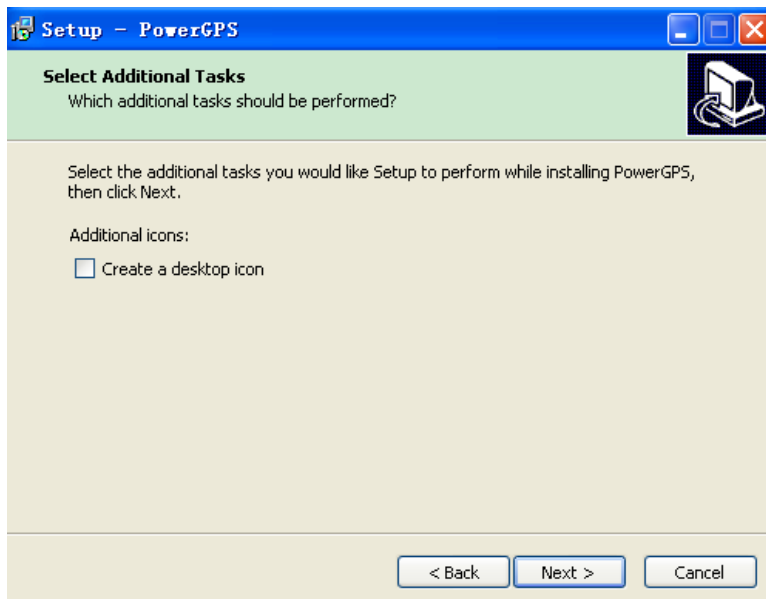 Setup - PowerGPS
Select Additional Tasks
Which additional tasks should be performed?
Select the additional tasks you would like Setup to perform while installing PowerGPS,
then click Next.
Additional icons:
Create a desktop icon
< Back Next > Cancel